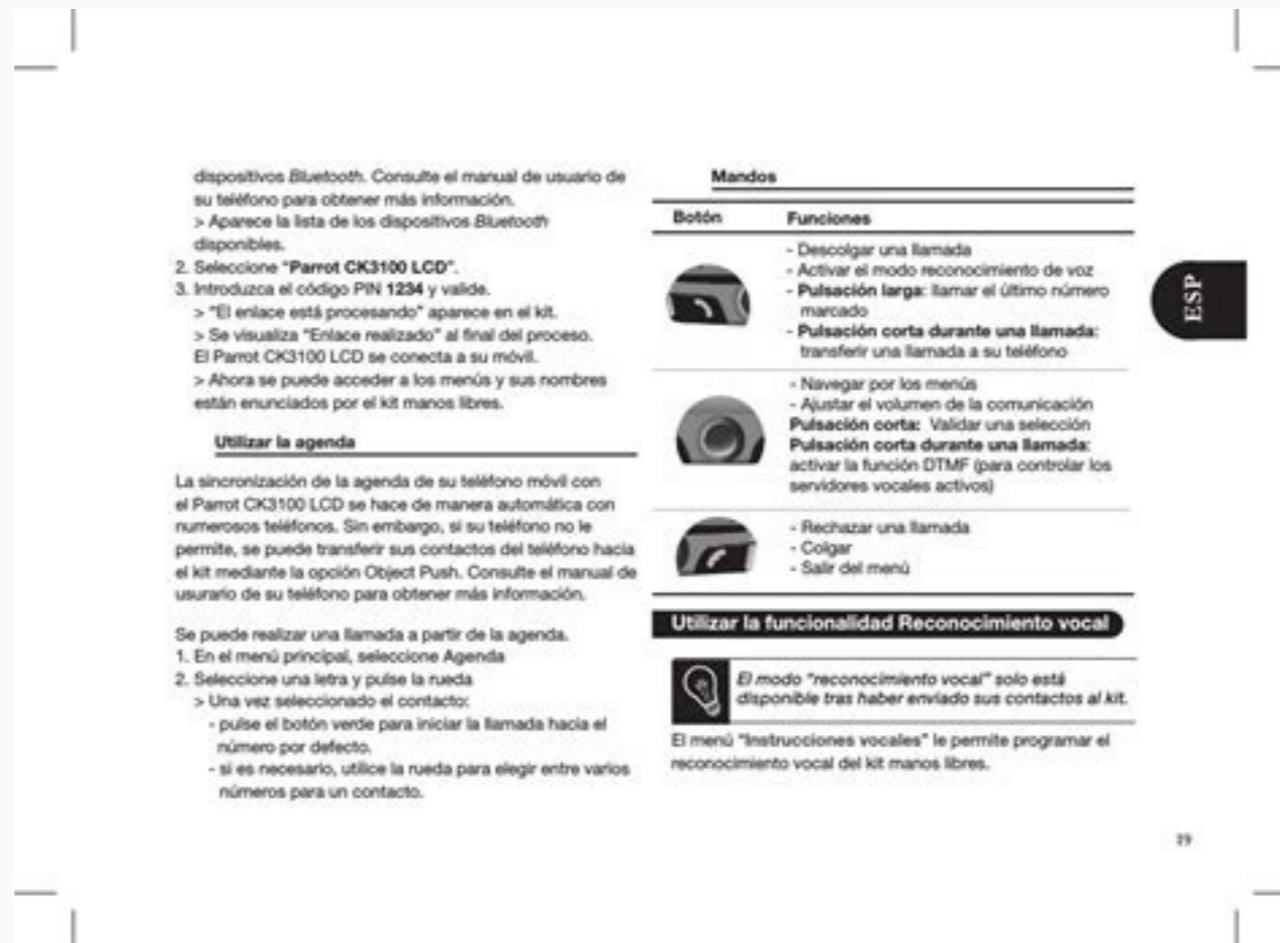 dispositivos Bluetooth. Consulte el manual de usuario de
su teléfono para obtener más información.
> Aparece la lista de los dispositivos Bluetooth
disponibles.
2. Seleccione "Parrot CK3100 LCD".
3. Introduzca el código PIN 1234 y valide.
> "El enlace está procesando" aparece en el kit.
> Se visualiza "Enlace realizado" al final del proceso.
El Parrot CK3100 LCD se conecta a su móvil.
> Ahora se puede acceder a los menús y sus nombres
están enunciados por el kit manos libres.
Utilizar la agenda
La sincronización de la agenda de su teléfono móvil con
el Parrot CK3100 LCD se hace de manera automática con
numerosos teléfonos. Sin embargo, si su teléfono no le
permite, se puede transferir sus contactos del teléfono hacia
el kit mediante la opción Object Push. Consulte el manual de
usurario de su teléfono para obtener más información.
Se puede realizar una llamada a partir de la agenda.
1. En el menú principal, seleccione Agenda
2. Seleccione una letra y pulse la rueda
> Una vez seleccionado el contacto:
- pulse el botón verde para iniciar la llamada hacia el
número por defecto.
- si es necesario, utilice la rueda para elegir entre varios
números para un contacto.
Mandos
Botón Funciones
- Descolgar una llamada
- Activar el modo reconocimiento de voz
- Pulsación larga: llamar el último número
marcado
- Pulsación corta durante una llamada:
transferir una llamada a su teléfono
- Navegar por los menús
- Ajustar el volumen de la comunicación
Pulsación corta: Validar una selección
Pulsación corta durante una llamada:
activar la función DTMF (para controlar los
servidores vocales activos)
- Rechazar una llamada
- Colgar
- Salir del menú
Utilizar la funcionalidad Reconocimiento vocal
El modo "reconocimiento vocal" solo está
disponible tras haber enviado sus contactos al kit.
El menú "Instrucciones vocales" le permite programar el
reconocimiento vocal del kit manos libres.
ESP
29